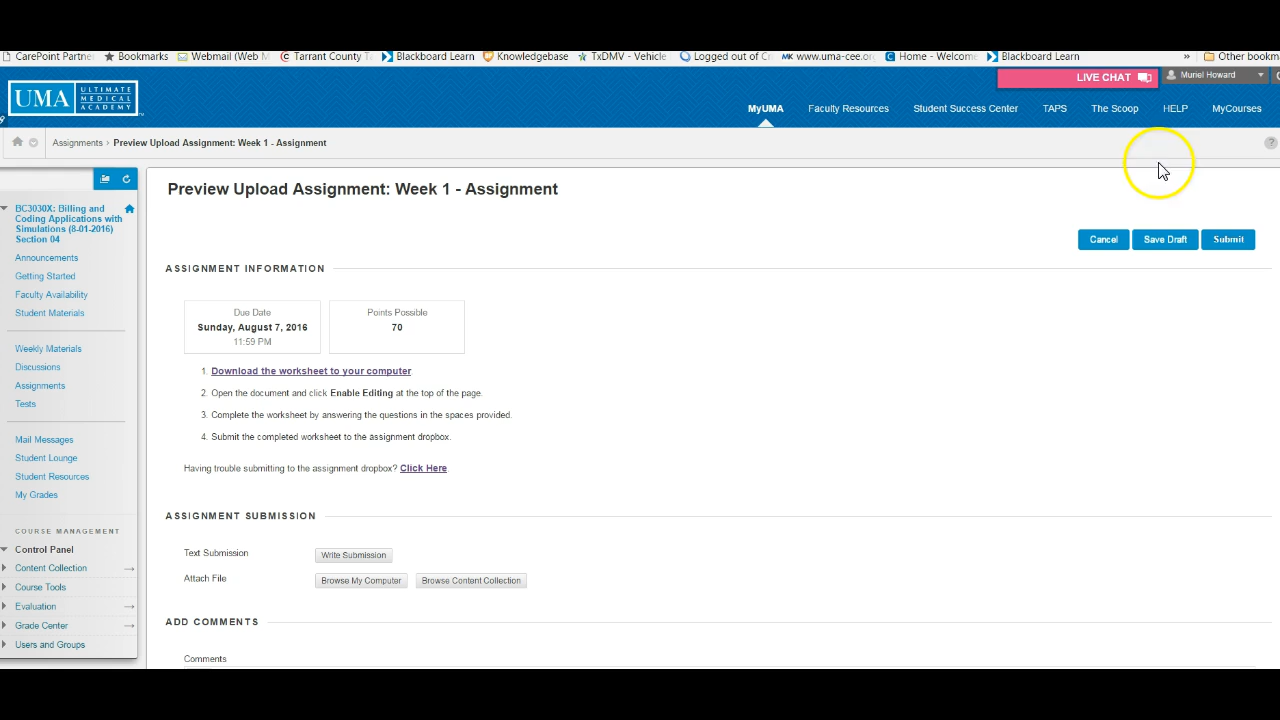 CarePoint Partner
Bookmarks
Webmail (Web M
Tarrant County T
Blackboard Learn
Knowledgebase
TxDMV - Vehicle
Logged out of C
www.uma-cee.or
Home - Welcome
Blackboard Learn
»
Other bookm
LIVE CHAT
Muriel Howard
UMA ULTIMATE
MEDICAL
ACADEMY
MyUMA
Faculty Resources
Student Success Center
TAPS
The Scoop
HELP
MyCourses
Assignments › Preview Upload Assignment: Week 1 - Assignment
?
Preview Upload Assignment: Week 1 - Assignment
Cancel
Save Draft
Submit
BC3030X: Billing and
Coding Applications with
Simulations (8-01-2016)
Section 04
Announcements
Getting Started
Faculty Availability
Student Materials
Weekly Materials
Discussions
Assignments
Tests
Mail Messages
Student Lounge
Student Resources
My Grades
COURSE MANAGEMENT
Control Panel
Content Collection
Course Tools
Evaluation
Grade Center
Users and Groups
ASSIGNMENT INFORMATION
Due Date
Sunday, August 7, 2016
11:59 PM
Points Possible
70
1. Download the worksheet to your computer
2. Open the document and click Enable Editing at the top of the page.
3. Complete the worksheet by answering the questions in the spaces provided.
4. Submit the completed worksheet to the assignment dropbox.
Having trouble submitting to the assignment dropbox? Click Here.
ASSIGNMENT SUBMISSION
Text Submission
Write Submission
Attach File
Browse My Computer
Browse Content Collection
ADD COMMENTS
Comments